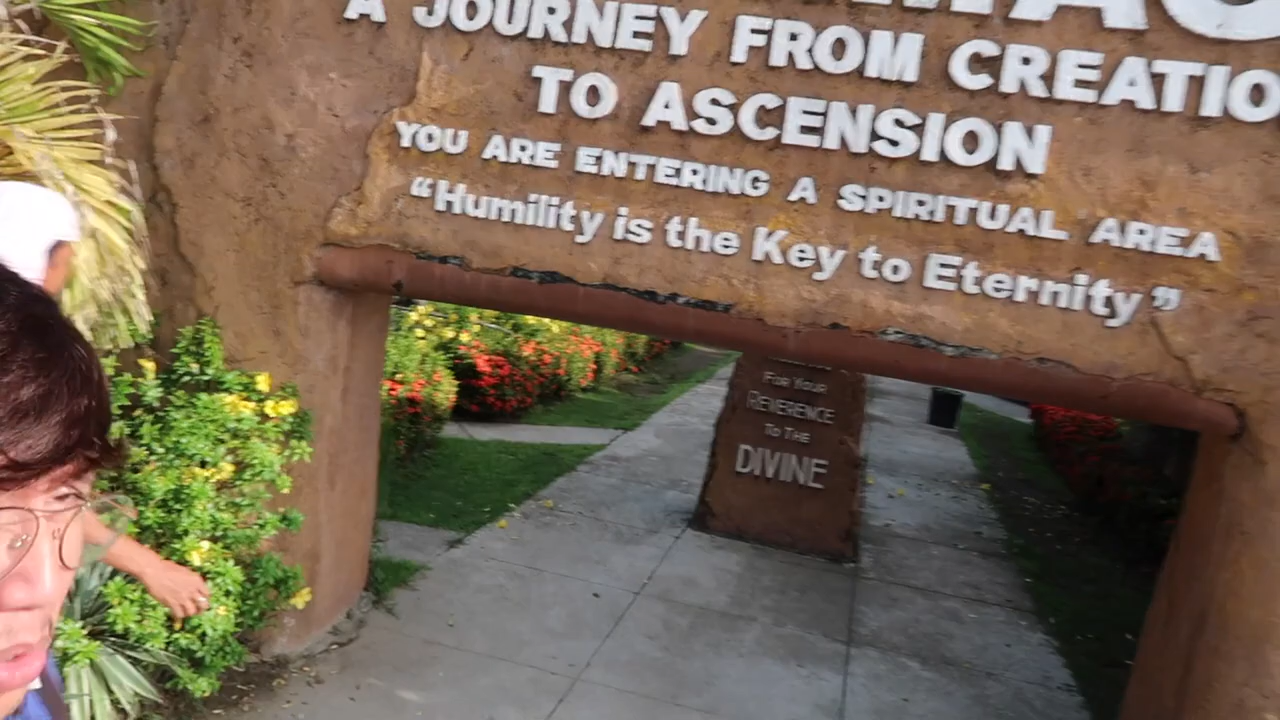 A JOURNEY FROM CREATIO
TO ASCENSION
YOU ARE ENTERING A SPIRITUAL AREA
“Humility is the Key to Eternity”
FOR YOUR
REVERENCE
TO THE
DIVINE